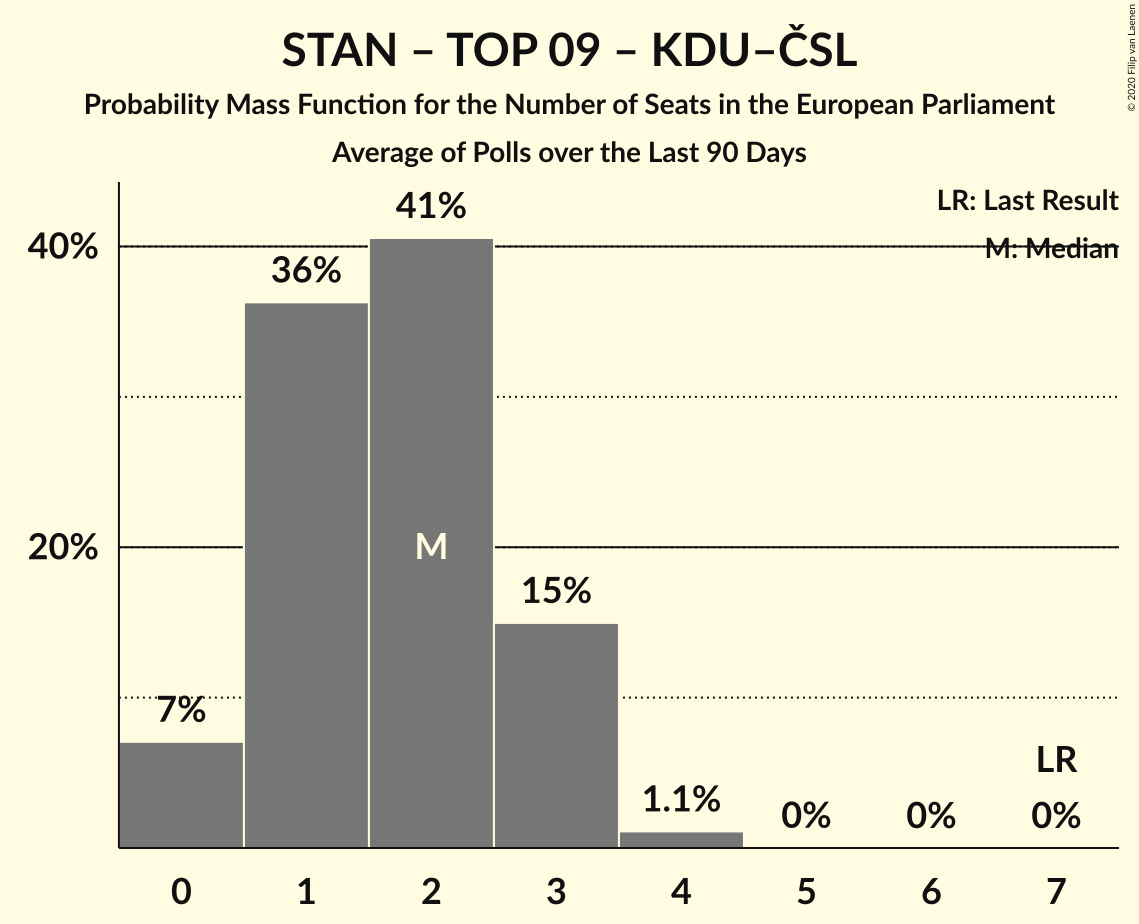 STAN – TOP 09 – KDU–ČSL
Probability Mass Function for the Number of Seats in the European Parliament
Average of Polls over the Last 90 Days
© 2020 Filip van Laenen
LR: Last Result
M: Median
40%
20%
7%
36%
41%
M
15%
1.1%
0%
0%
LR
0%
0 1 2 3 4 5 6 7